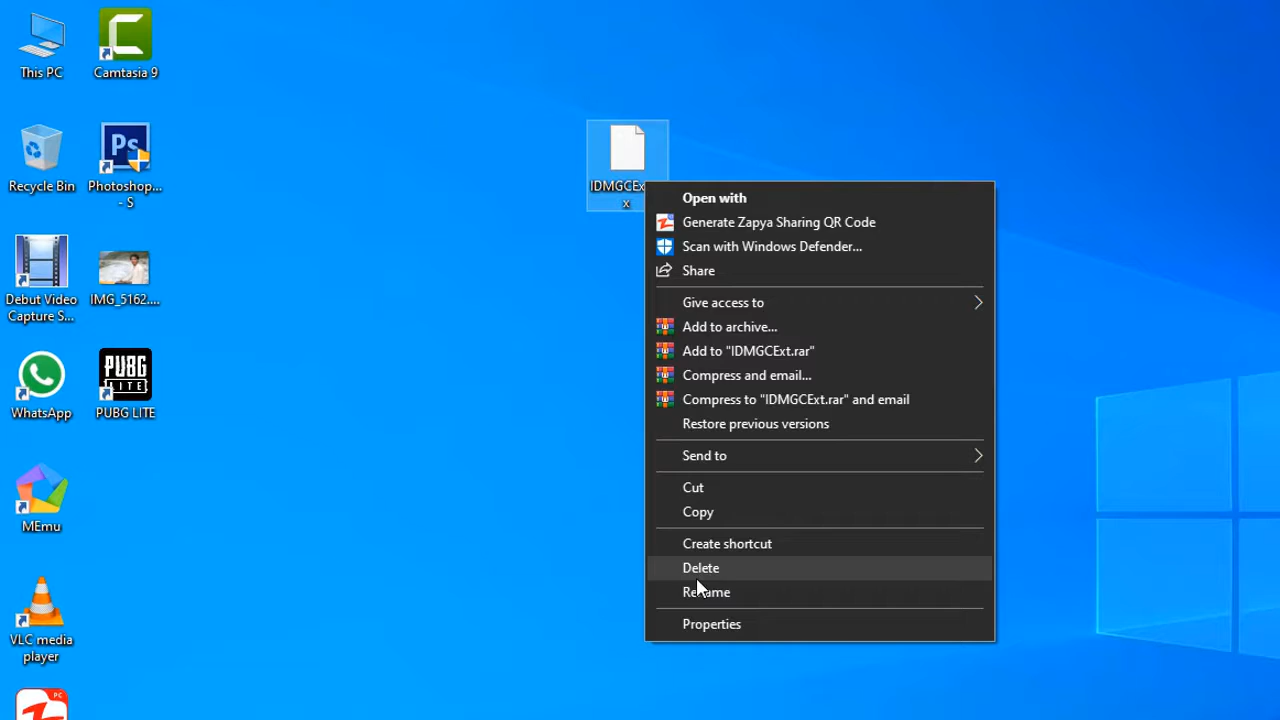 This PC
Camtasia 9
Recycle Bin
Ps
Photoshop...
- S
Debut Video
Capture S...
IMG_5162....
WhatsApp
PUBG
LITE
PUBG LITE
MEmu
VLC media
player
PC
x
Open with
Generate Zapya Sharing QR Code
Scan with Windows Defender...
Share
Give access to
Add to archive...
Add to "IDMGCExt.rar"
Compress and email...
Compress to "IDMGCExt.rar" and email
Restore previous versions
Send to
Cut
Copy
Create shortcut
Delete
Rename
Properties